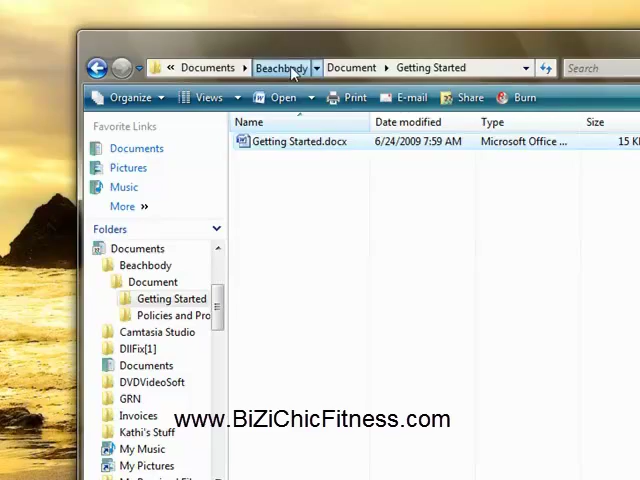 « Documents Beachbody Document Getting Started Search
Organize Views Open Print E-mail Share Burn
Favorite Links
Documents
Pictures
Music
More »
Folders
Documents
Beachbody
Document
Getting Started
Policies and Pro
Camtasia Studio
DllFix[1]
Documents
DVDVideoSoft
GRN
Invoices
Kathi's Stuff
My Music
My Pictures
Name Date modified Type Size
Getting Started.docx 6/24/2009 7:59 AM Microsoft Office ... 15 K
www.BiZiChicFitness.com